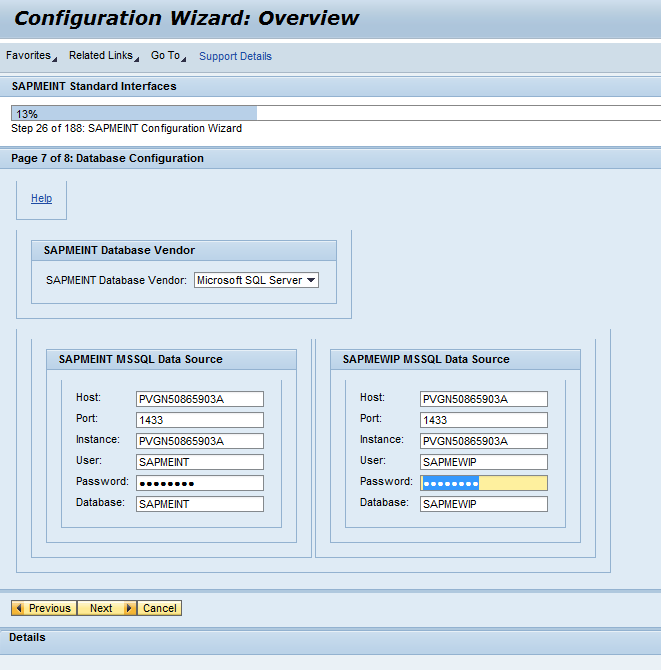 Configuration Wizard: Overview
Favorites Related Links Go To Support Details
SAPMEINT Standard Interfaces
13%
Step 26 of 188: SAPMEINT Configuration Wizard
Page 7 of 8: Database Configuration
Help
SAPMEINT Database Vendor
SAPMEINT Database Vendor: Microsoft SQL Server
SAPMEINT MSSQL Data Source
Host: PVGN50865903A
Port: 1433
Instance: PVGN50865903A
User: SAPMEINT
Password: ●●●●●●●●
Database: SAPMEINT
SAPMEWIP MSSQL Data Source
Host: PVGN50865903A
Port: 1433
Instance: PVGN50865903A
User: SAPMEWIP
Password: ●●●●●●●●
Database: SAPMEWIP
Previous Next Cancel
Details